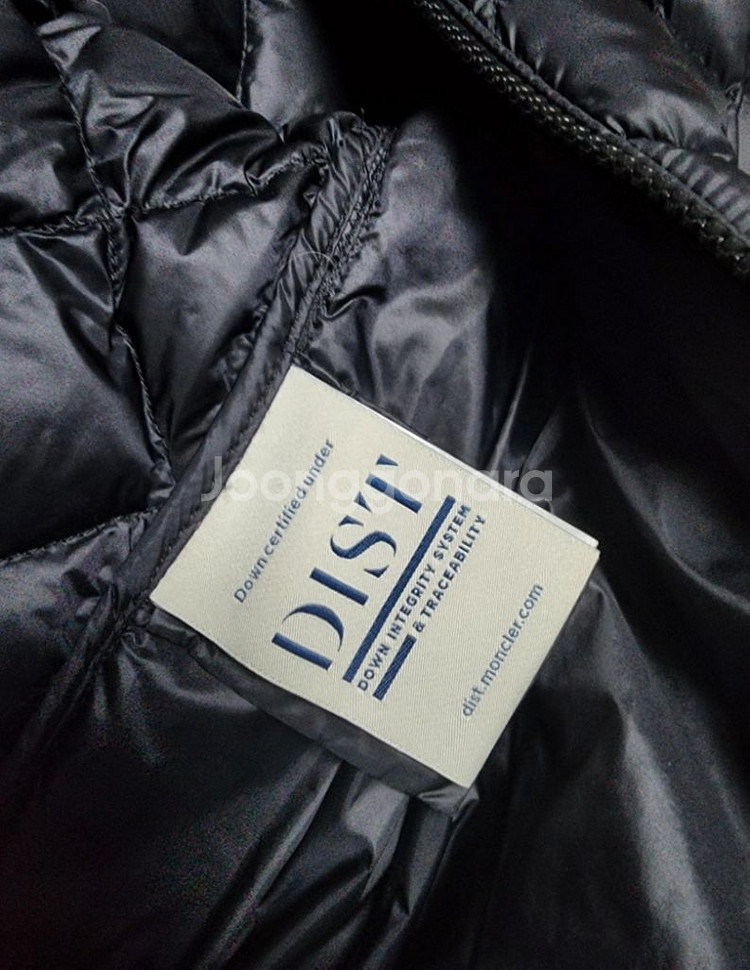 Down certified under
DIST
DOWN INTEGRITY SYSTEM
& TRACEABILITY
dist.moncler.com
Joonggonara